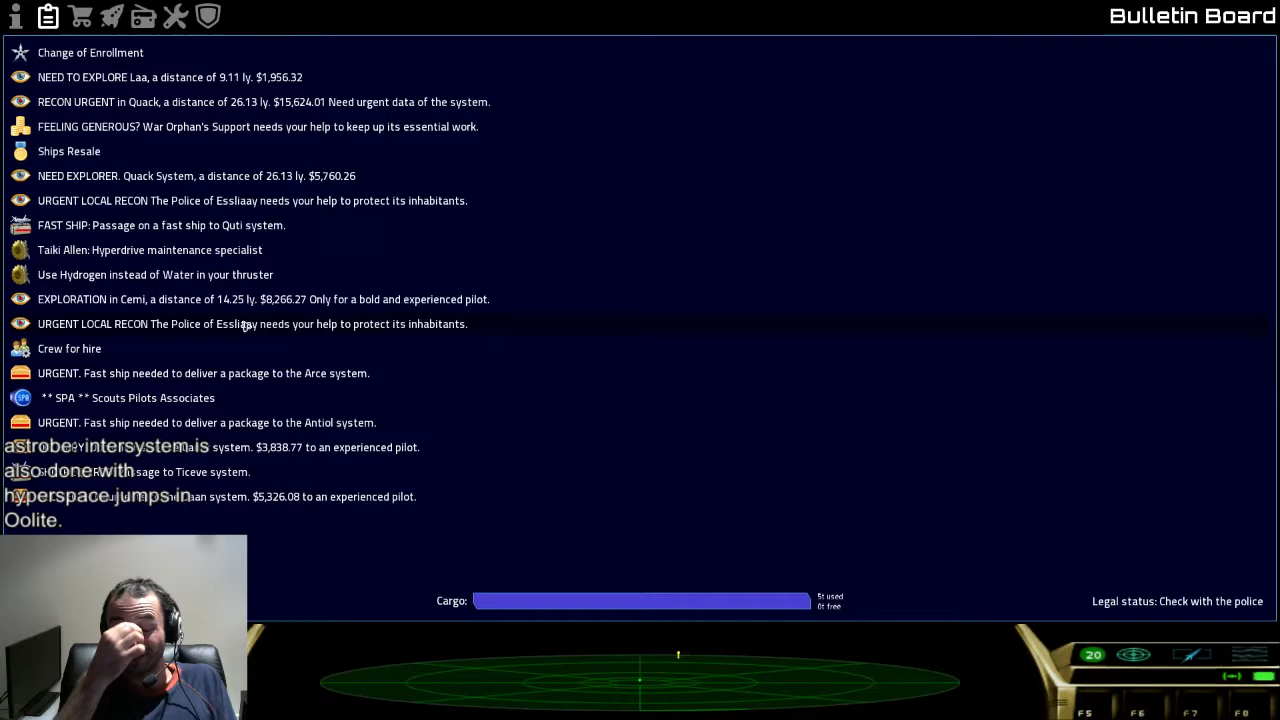 Bulletin Board
Change of Enrollment
NEED TO EXPLORE Laa, a distance of 9.11 ly. $1,956.32
RECON URGENT in Quack, a distance of 26.13 ly. $15,624.01 Need urgent data of the system.
FEELING GENEROUS? War Orphan's Support needs your help to keep up its essential work.
Ships Resale
NEED EXPLORER. Quack System, a distance of 26.13 ly. $5,760.26
URGENT LOCAL RECON The Police of Essliaay needs your help to protect its inhabitants.
FAST SHIP: Passage on a fast ship to Quti system.
Taiki Allen: Hyperdrive maintenance specialist
Use Hydrogen instead of Water in your thruster
EXPLORATION in Cemi, a distance of 14.25 ly. $8,266.27 Only for a bold and experienced pilot.
URGENT LOCAL RECON The Police of Essliaay needs your help to protect its inhabitants.
Crew for hire
URGENT. Fast ship needed to deliver a package to the Arce system.
SPA ** SPA ** Scouts Pilots Associates
URGENT. Fast ship needed to deliver a package to the Antiol system.
system. $3,838.77 to an experienced pilot.
sage to Ticeve system.
aan system. $5,326.08 to an experienced pilot.
astrobe: intersystem is
also done with
hyperspace jumps in
Oolite.
Cargo:
5t used
0t free
Legal status: Check with the police
20
F5 F6 F7 F8